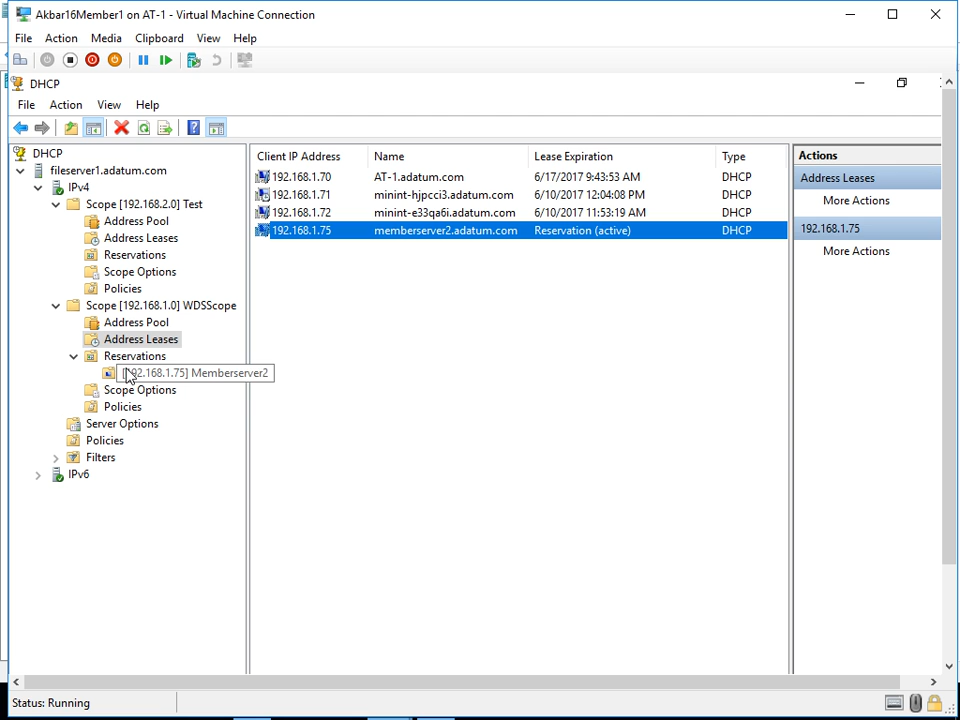 Akbar16Member1 on AT-1 - Virtual Machine Connection
File Action Media Clipboard View Help
DHCP
File Action View Help
DHCP
fileserver1.adatum.com
IPv4
Scope [192.168.2.0] Test
Address Pool
Address Leases
Reservations
Scope Options
Policies
Scope [192.168.1.0] WDSScope
Address Pool
Address Leases
Reservations
192.168.1.75] Memberserver2
Scope Options
Policies
Server Options
Policies
Filters
IPv6
Client IP Address Name Lease Expiration Type
192.168.1.70 AT-1.adatum.com 6/17/2017 9:43:53 AM DHCP
192.168.1.71 minint-hjpcci3.adatum.com 6/10/2017 12:04:08 PM DHCP
192.168.1.72 minint-e33qa6i.adatum.com 6/10/2017 11:53:19 AM DHCP
192.168.1.75 memberserver2.adatum.com Reservation (active) DHCP
Actions
Address Leases
More Actions
192.168.1.75
More Actions
Status: Running